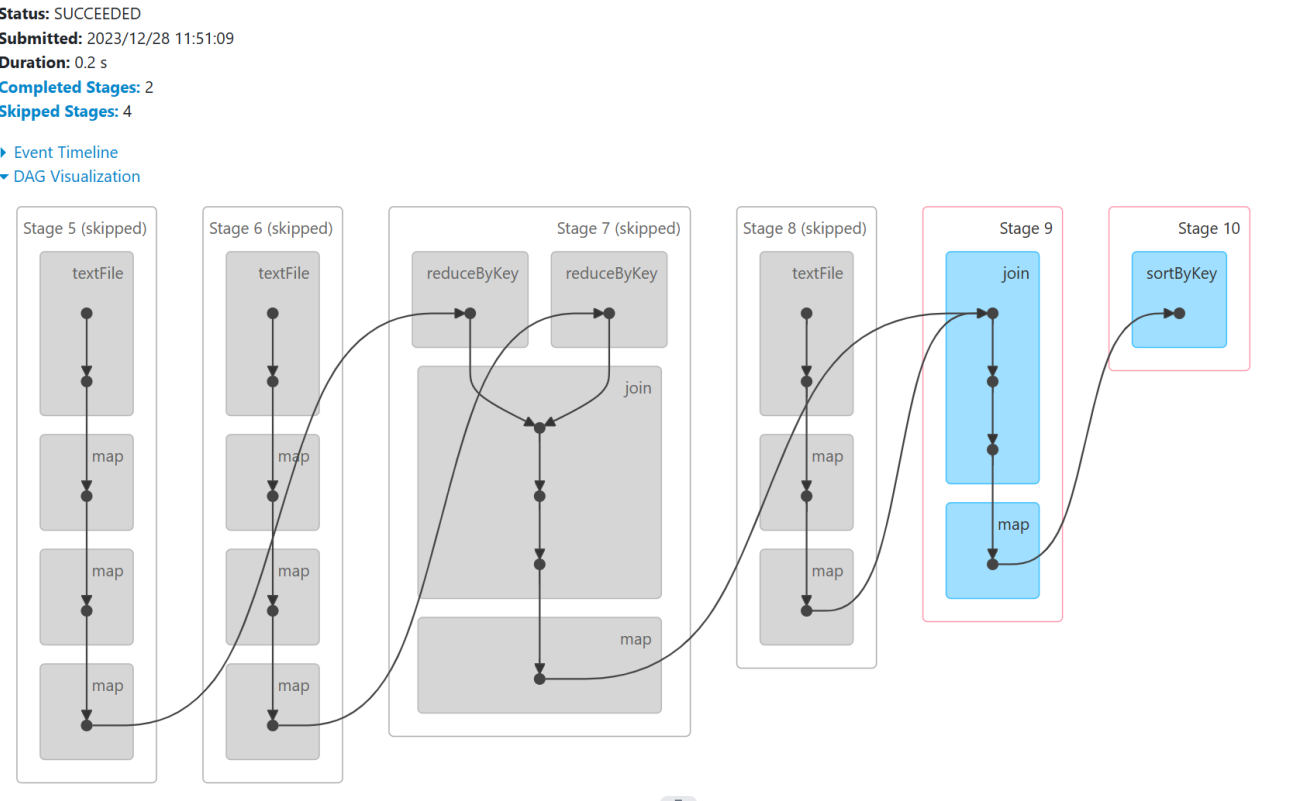 Status: SUCCEEDED
Submitted: 2023/12/28 11:51:09
Duration: 0.2 s
Completed Stages: 2
Skipped Stages: 4
Event Timeline
DAG Visualization
Stage 5 (skipped)
textFile
map
map
map
Stage 6 (skipped)
textFile
map
map
map
Stage 7 (skipped)
reduceByKey
reduceByKey
join
map
Stage 8 (skipped)
textFile
map
map
Stage 9
join
map
Stage 10
sortByKey